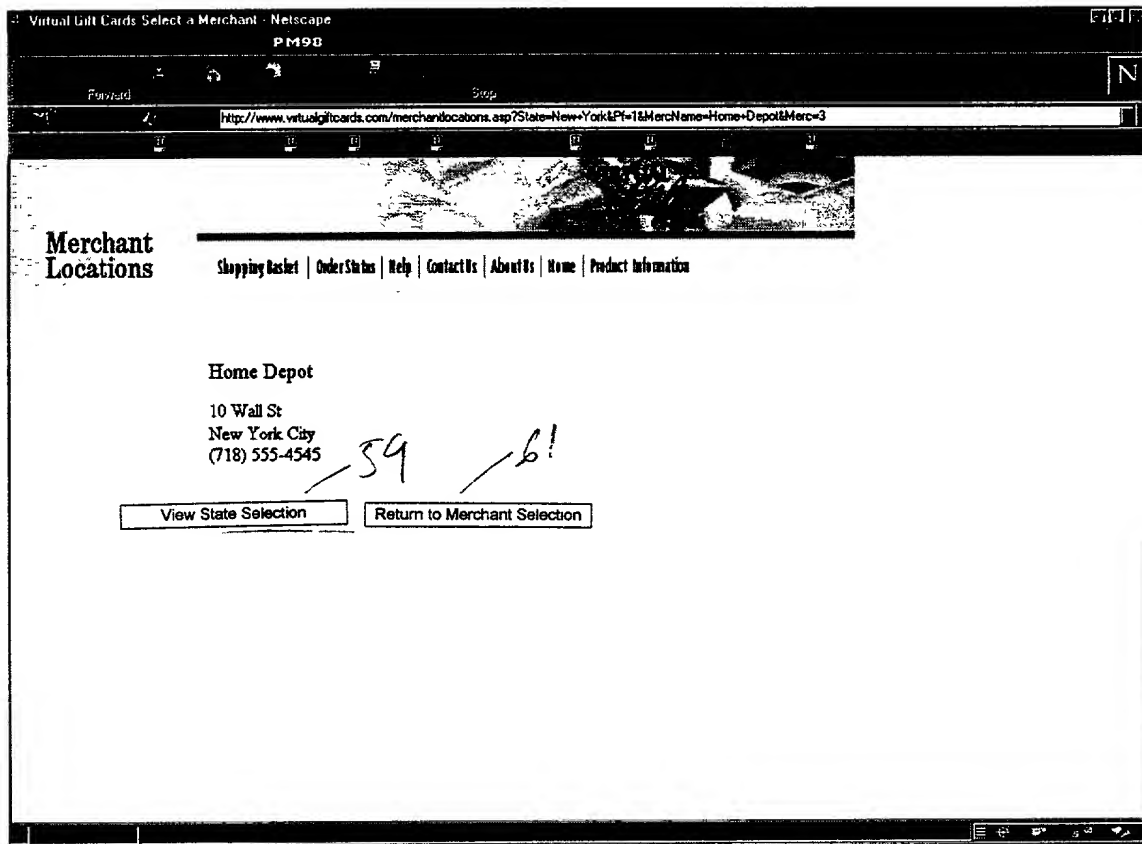 Virtual Gift Cards Select a Merchant - Netscape
PM98
Forward Stop
N
http://www.virtualgiftcards.com/merchantlocations.asp?State=New+York&Pf=1&MercName=Home+Depot&Merc=3
Merchant
Locations
Shopping Basket | Order Status | Help | Contact Us | About Us | Home | Product Information
Home Depot
10 Wall St
New York City
(718) 555-4545
59 61
View State Selection Return to Merchant Selection